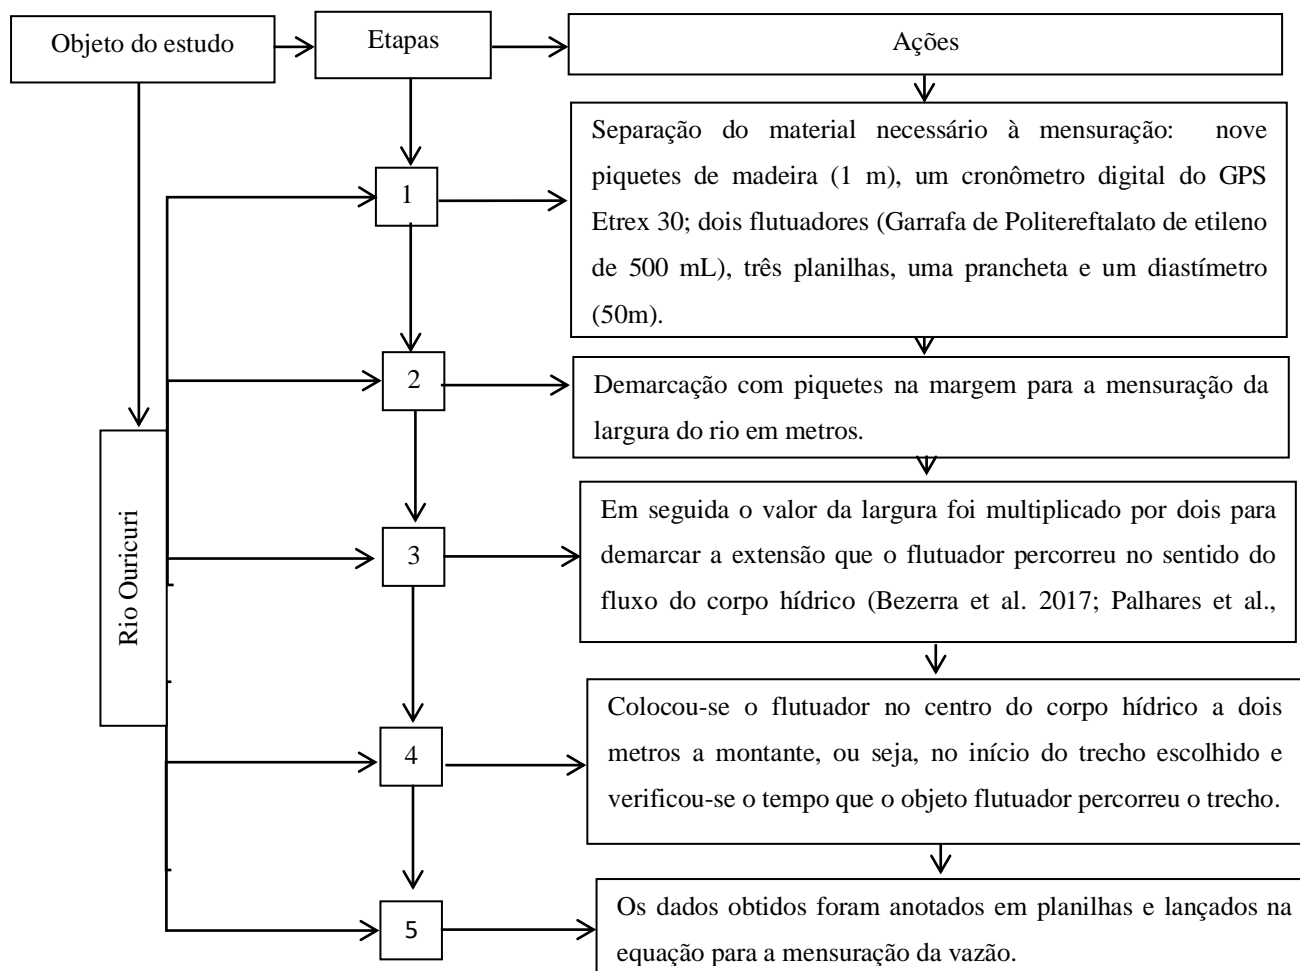 Objeto do estudo
Etapas
Ações
1
Separação do material necessário à mensuração: nove
piquetes de madeira (1 m), um cronômetro digital do GPS
Etrex 30; dois flutuadores (Garrafa de Politereftalato de etileno
de 500 mL), três planilhas, uma prancheta e um diastímetro
(50m).
2
Demarcação com piquetes na margem para a mensuração da
largura do rio em metros.
Rio Ouricuri
3
Em seguida o valor da largura foi multiplicado por dois para
demarcar a extensão que o flutuador percorreu no sentido do
fluxo do corpo hídrico (Bezerra et al. 2017; Palhares et al.,
4
Colocou-se o flutuador no centro do corpo hídrico a dois
metros a montante, ou seja, no início do trecho escolhido e
verificou-se o tempo que o objeto flutuador percorreu o trecho.
5
Os dados obtidos foram anotados em planilhas e lançados na
equação para a mensuração da vazão.